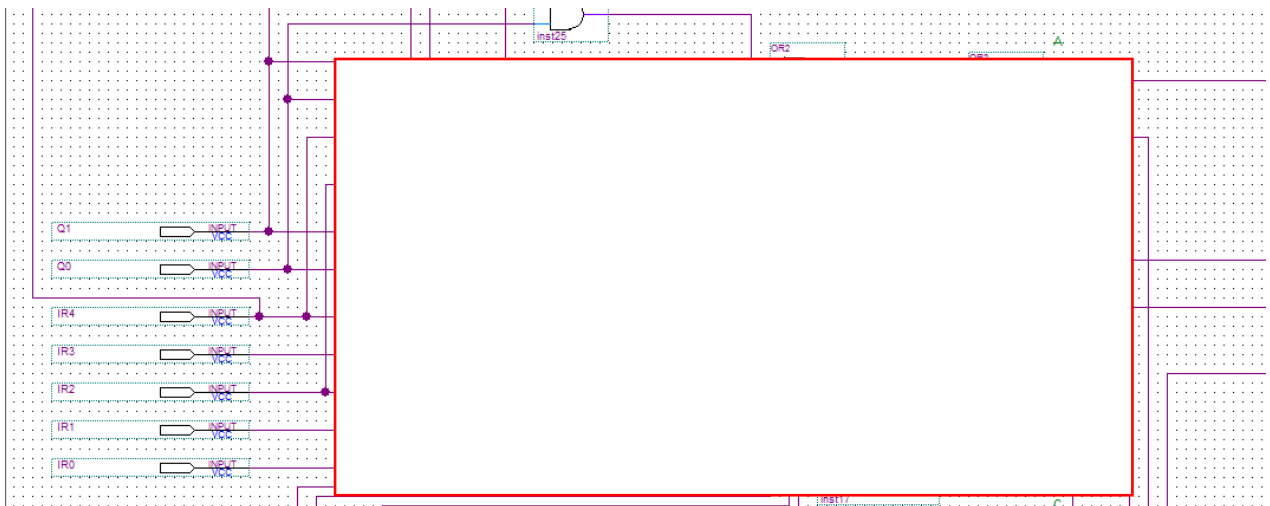 inst25
OR2
A
Q1
INPUT
VCC
Q0
INPUT
VCC
IR4
INPUT
VCC
IR3
INPUT
VCC
IR2
INPUT
VCC
IR1
INPUT
VCC
IR0
INPUT
VCC
inst17